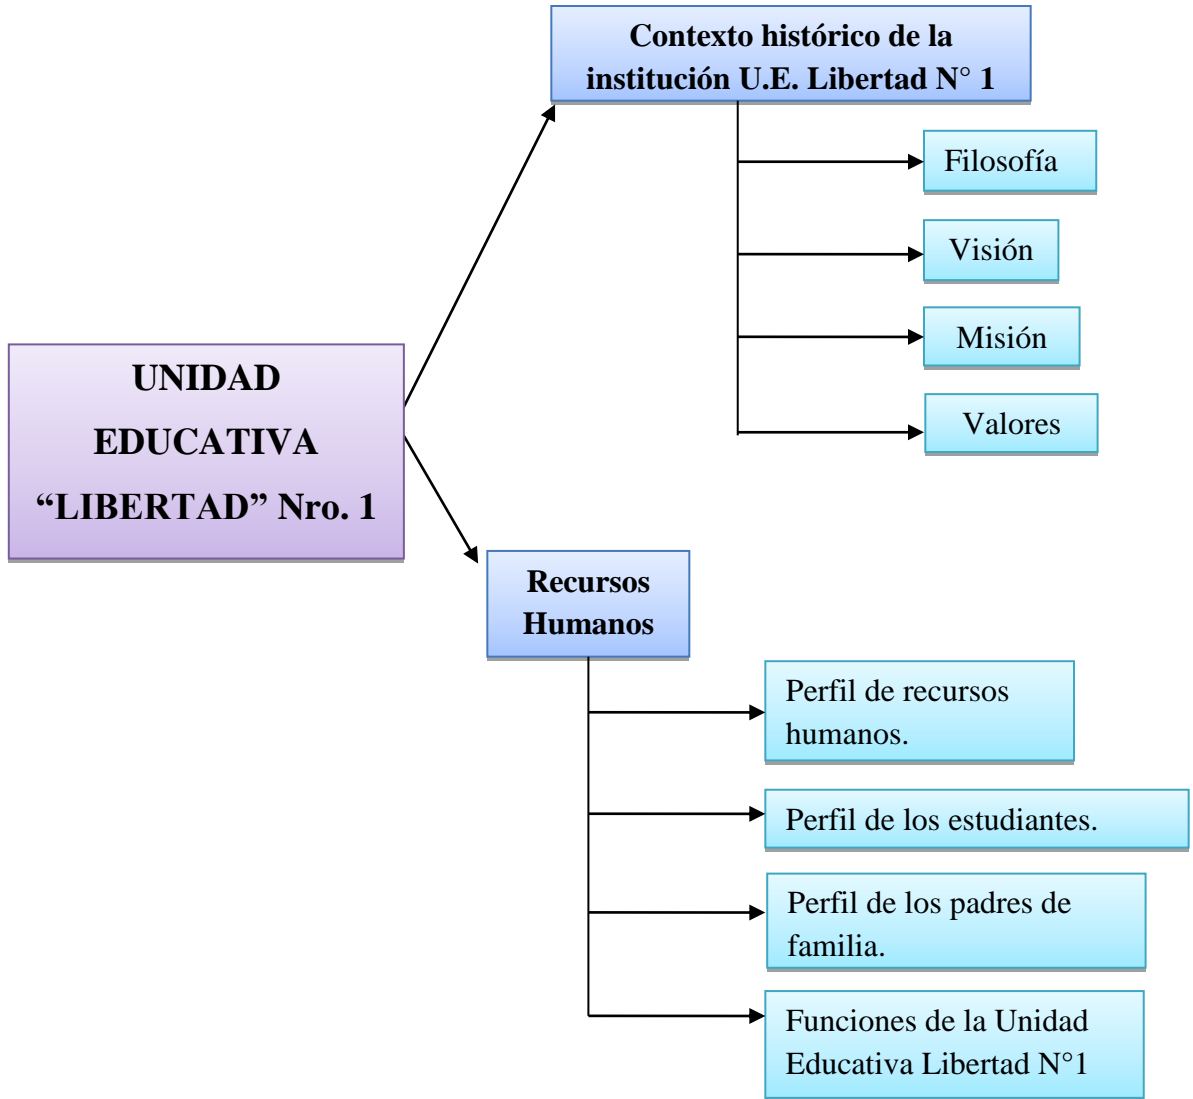 Contexto histórico de la
institución U.E. Libertad N° 1
Filosofía
Visión
Misión
Valores
UNIDAD
EDUCATIVA
“LIBERTAD” Nro. 1
Recursos
Humanos
Perfil de recursos
humanos.
Perfil de los estudiantes.
Perfil de los padres de
familia.
Funciones de la Unidad
Educativa Libertad N°1